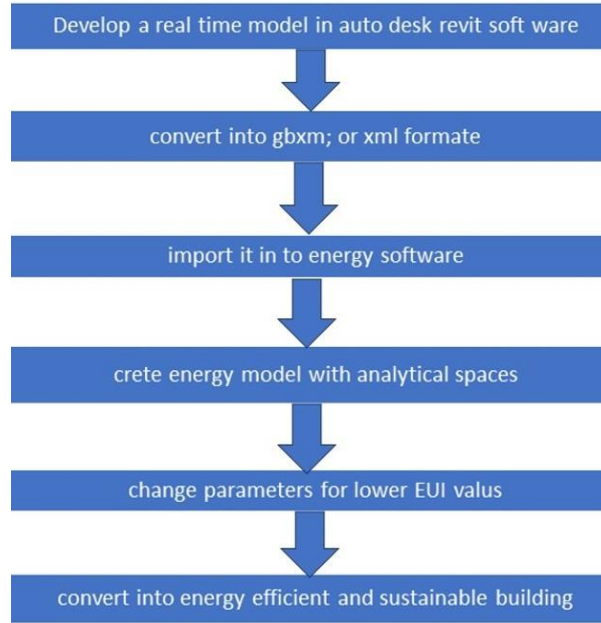 Develop a real time model in auto desk revit soft ware
convert into gbxm; or xml formate
import it in to energy software
crete energy model with analytical spaces
change parameters for lower EUI valus
convert into energy efficient and sustainable building